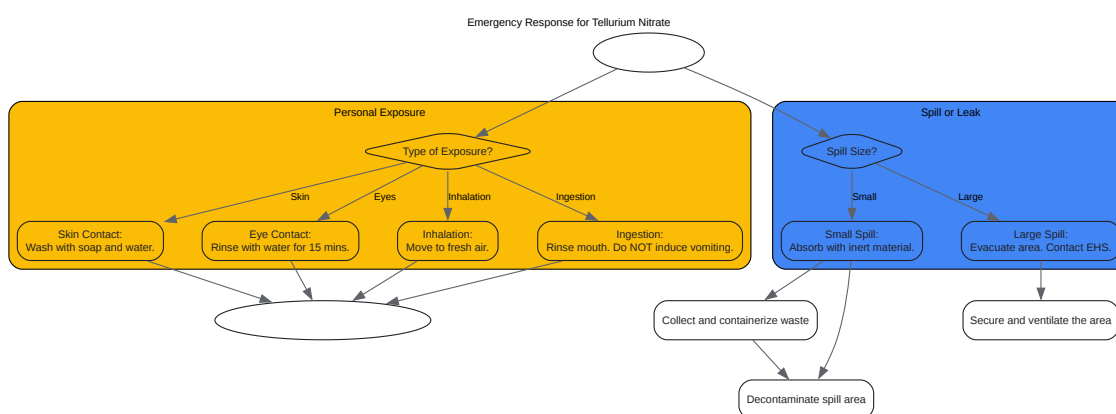 Emergency Response for Tellurium Nitrate
Personal Exposure
Spill or Leak
Type of Exposure?
Spill Size?
Skin
Eyes
Inhalation
Ingestion
Small
Large
Skin Contact:
Wash with soap and water.
Eye Contact:
Rinse with water for 15 mins.
Inhalation:
Move to fresh air.
Ingestion:
Rinse mouth. Do NOT induce vomiting.
Small Spill:
Absorb with inert material.
Large Spill:
Evacuate area. Contact EHS.
Collect and containerize waste
Secure and ventilate the area
Decontaminate spill area